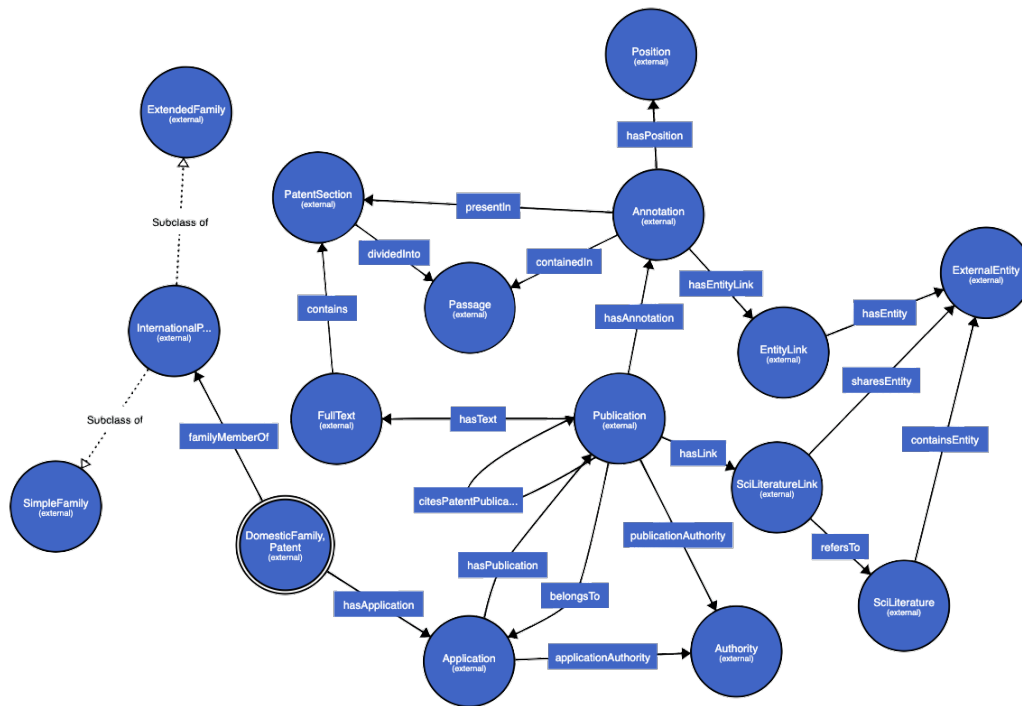 Position
(external)
ExtendedFamily
(external)
hasPosition
PatentSection
(external)
presentIn
Annotation
(external)
Subclass of
dividedInto
containedIn
ExternalEntity
(external)
hasEntityLink
Passage
(external)
contains
hasAnnotation
hasEntity
InternationalP...
(external)
EntityLink
(external)
sharesEntity
Subclass of
FullText
(external)
hasText
Publication
(external)
familyMemberOf
containsEntity
hasLink
SciLiteratureLink
(external)
SimpleFamily
(external)
citesPatentPublica...
DomesticFamily,
Patent
(external)
publicationAuthority
refersTo
hasPublication
belongsTo
SciLiterature
(external)
hasApplication
Application
(external)
applicationAuthority
Authority
(external)